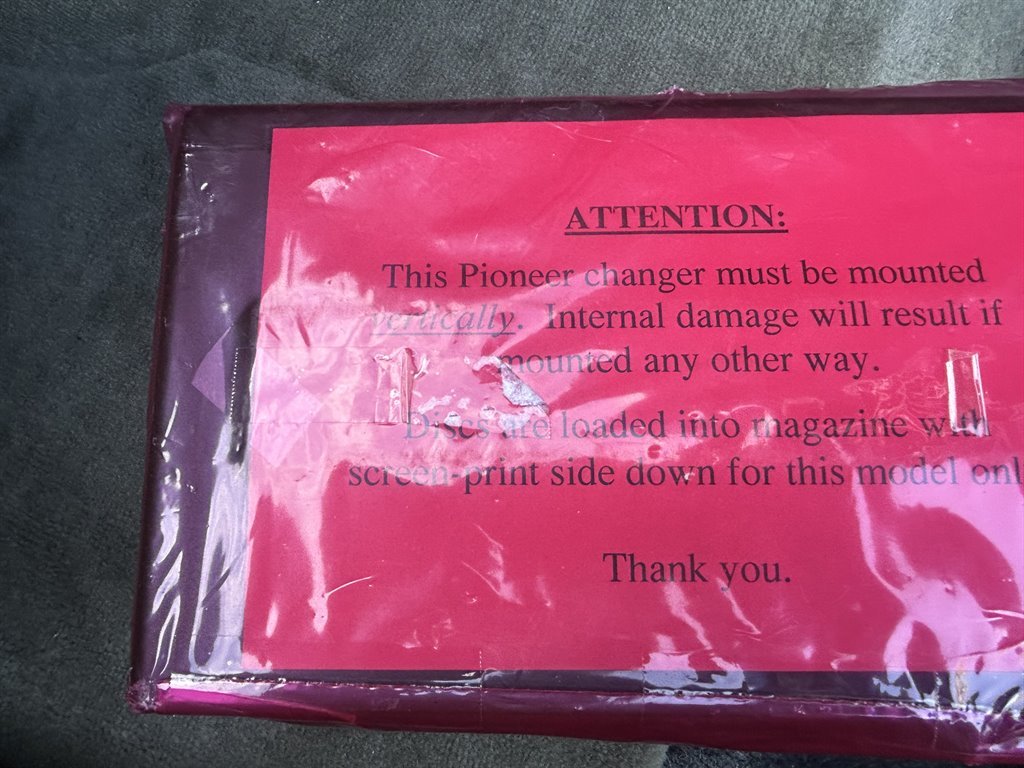 ATTENTION:
This Pioneer changer must be mounted
vertically. Internal damage will result if
mounted any other way.
Discs are loaded into magazine with
screen-print side down for this model onl
Thank you.